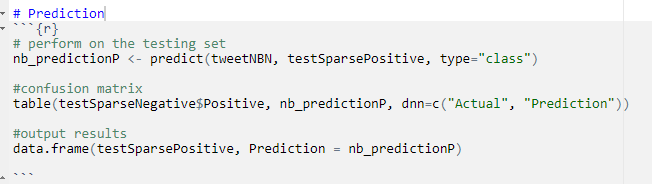 # Prediction
```{r}
# perform on the testing set
nb_predictionP <- predict(tweetNBN, testSparsePositive, type="class")
#confusion matrix
table(testSparseNegative$Positive, nb_predictionP, dnn=c("Actual", "Prediction"))
#output results
data.frame(testSparsePositive, Prediction = nb_predictionP)
```